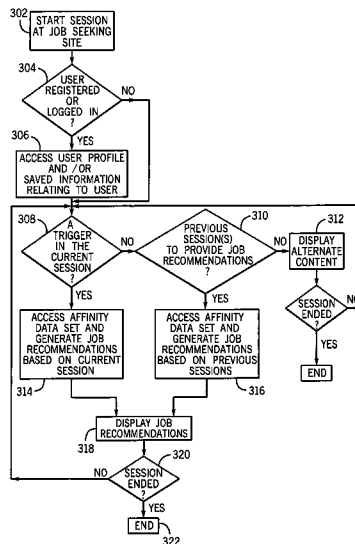 302
START SESSION
AT JOB SEEKING
SITE
304
USER
REGISTERED
OR
LOGGED IN
?
NO
YES
306
ACCESS USER PROFILE
AND /OR
SAVED INFORMATION
RELATING TO USER
308
A
TRIGGER
IN THE
CURRENT
SESSION
?
NO
YES
310
PREVIOUS
SESSION(S)
TO PROVIDE JOB
RECOMMENDATIONS
?
NO
YES
312
DISPLAY
ALTERNATE
CONTENT
SESSION
ENDED
?
NO
YES
END
ACCESS AFFINITY
DATA SET AND
GENERATE JOB
RECOMMENDATIONS
BASED ON CURRENT
SESSION
314
ACCESS AFFINITY
DATA SET AND
GENERATE JOB
RECOMMENDATIONS
BASED ON PREVIOUS
SESSIONS
316
DISPLAY JOB
RECOMMENDATIONS
318
320
SESSION
ENDED
?
NO
YES
END
322